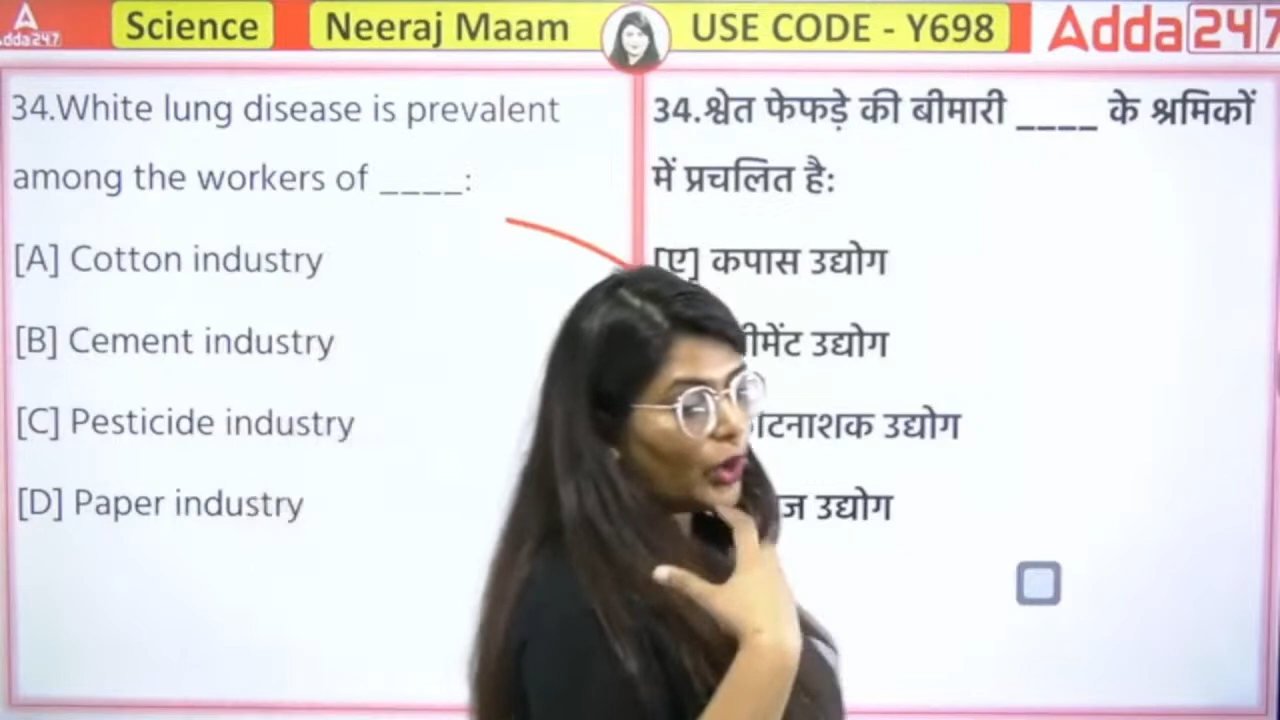 Adda247
Science
Neeraj Maam
USE CODE - Y698
Adda247
34.White lung disease is prevalent
among the workers of ____:
[A] Cotton industry
[B] Cement industry
[C] Pesticide industry
[D] Paper industry
34.श्वेत फेफड़े की बीमारी ____ के श्रमिकों
में प्रचलित है:
[ए] कपास उद्योग
उद्योग
उद्योग
उद्योग